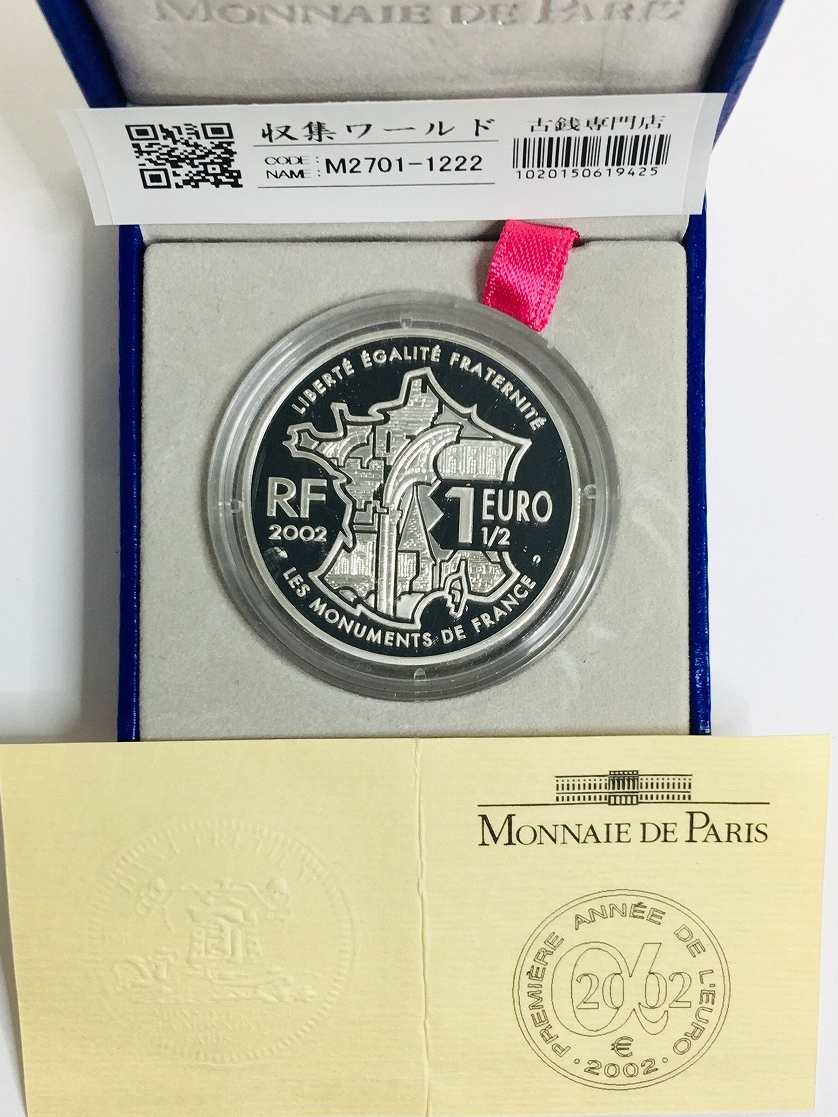 MONNAIE DE PARIS
収集ワールド
CODE:
NAME:
M2701-1222
古銭専門店
1020150619425
LIBERTÉ ÉGALITÉ FRATERNITÉ
RF
2002
1 EURO
1/2
LES MONUMENTS DE FRANCE
MONNAIE DE PARIS
PREMIÈRE ANNÉE DE L'EURO
2002
€
· 2002 ·